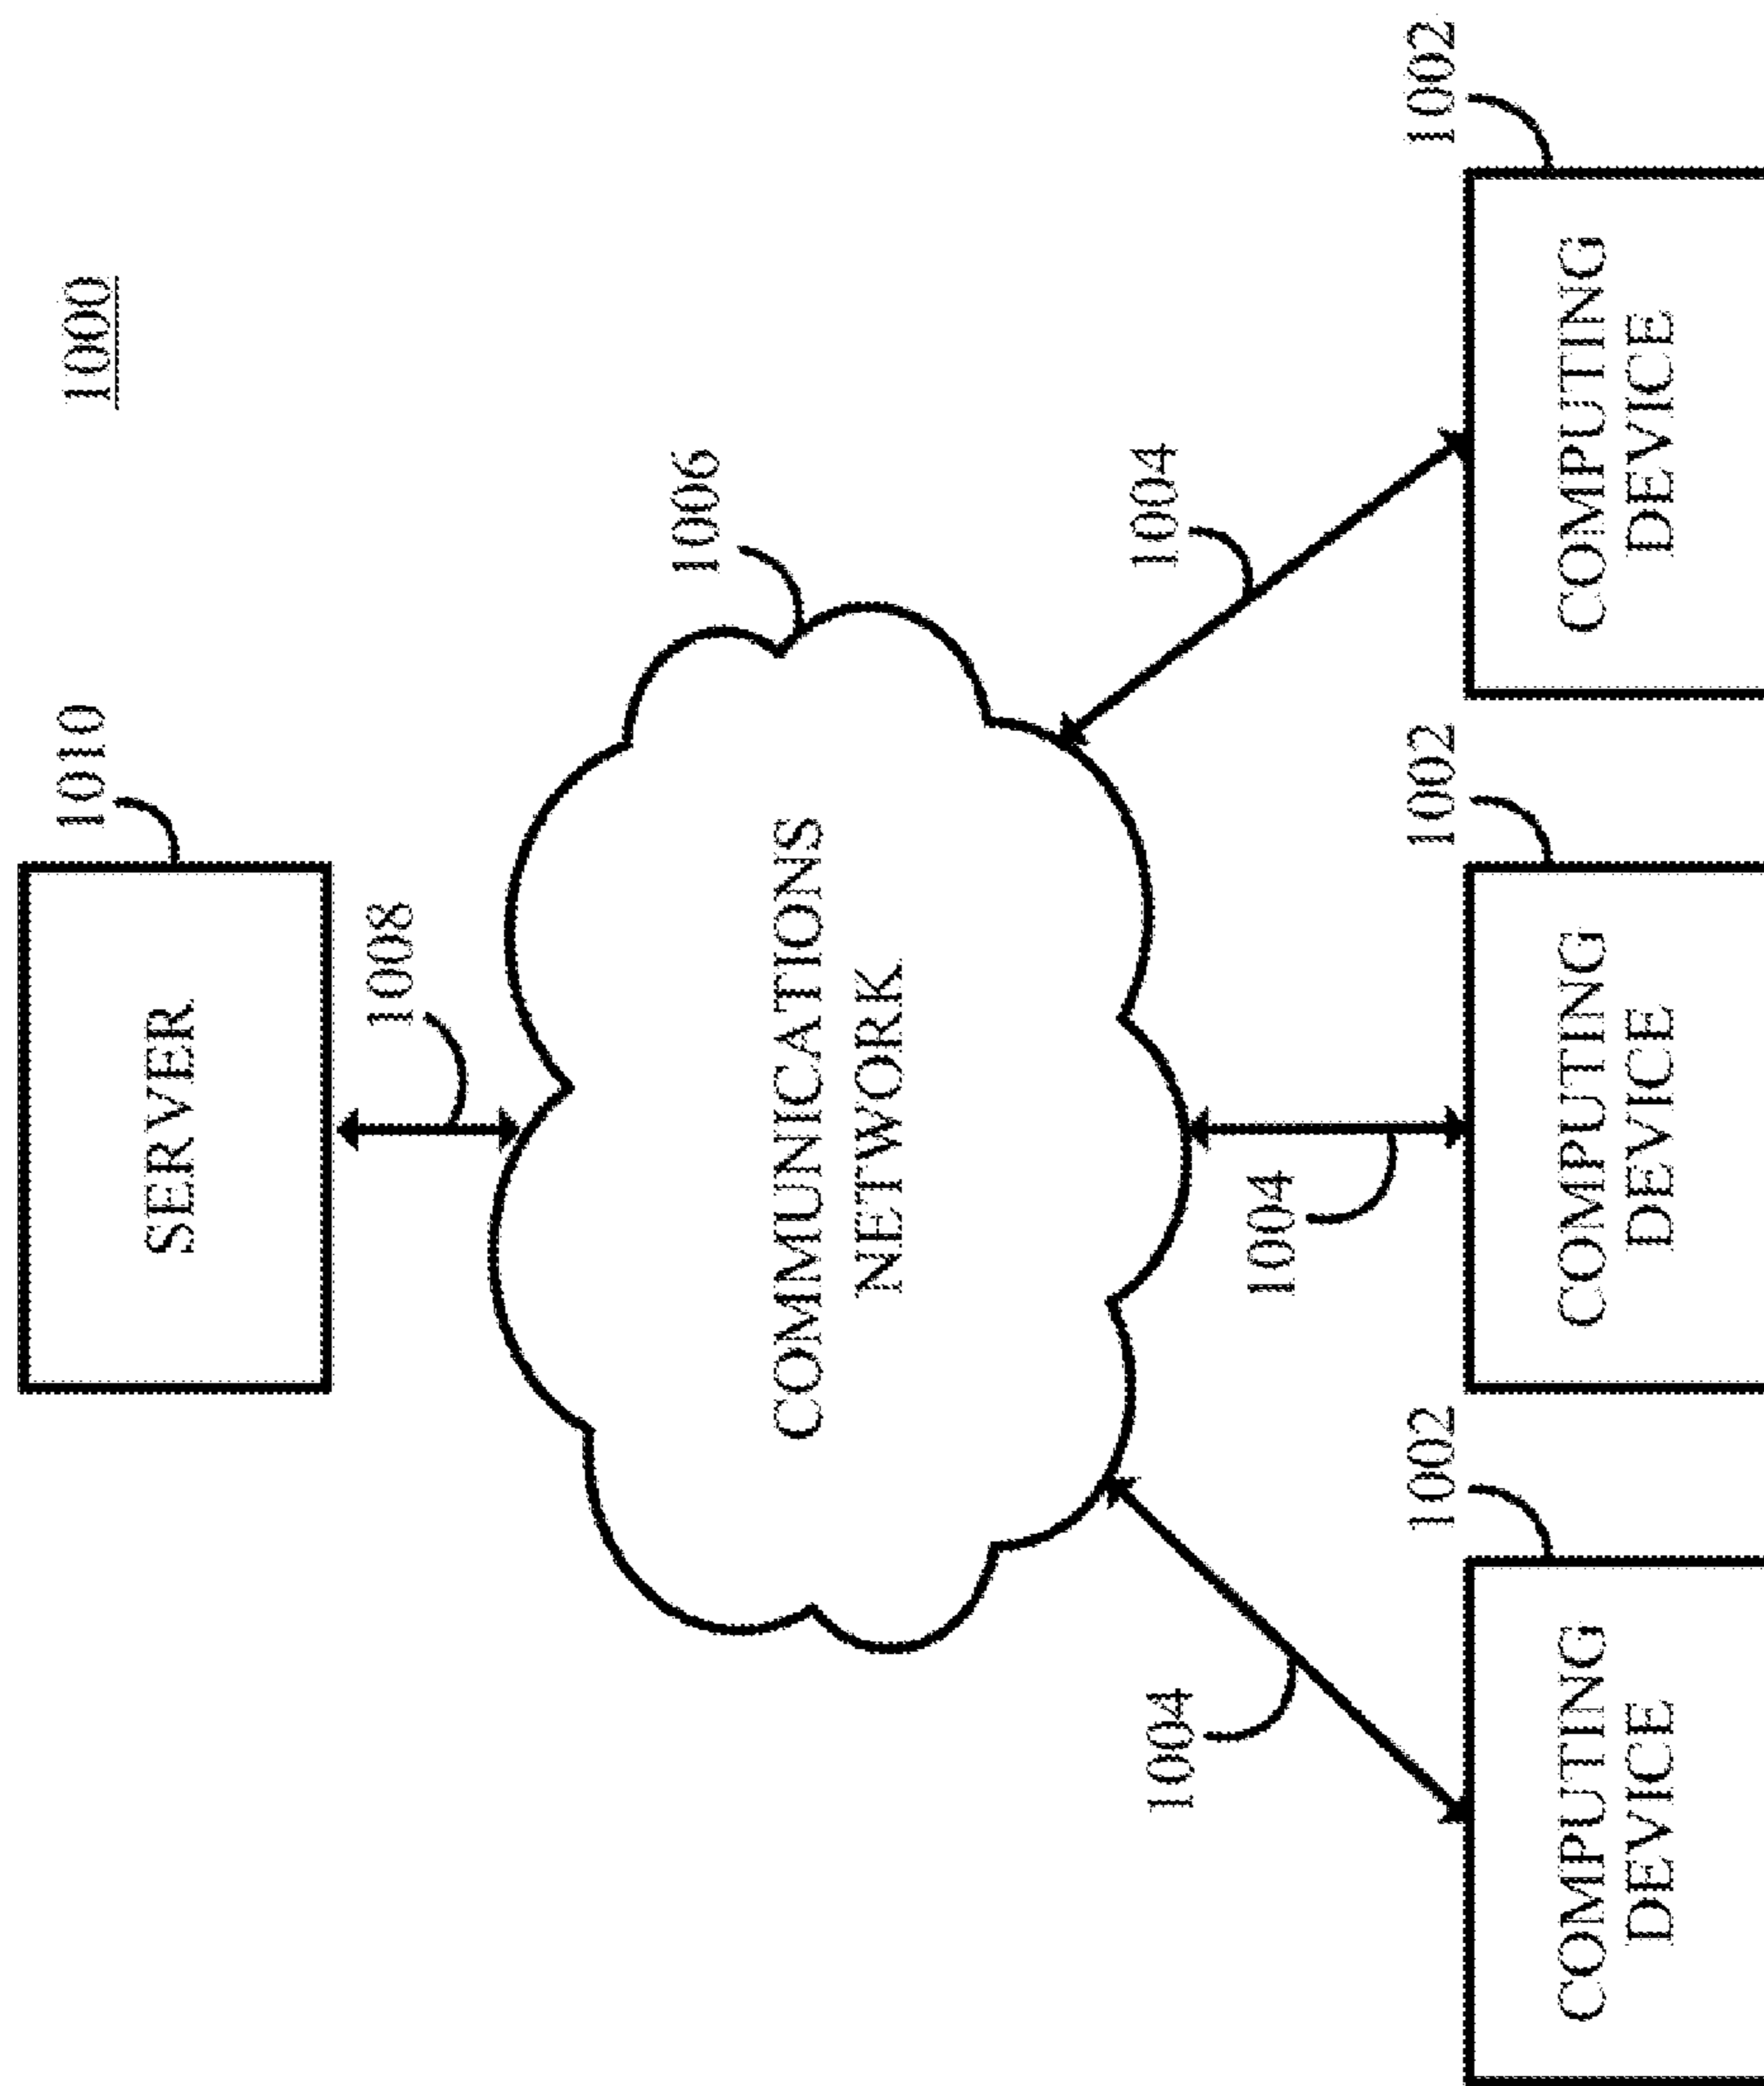 1000
SERVER
1010
1008
COMMUNICATIONS
NETWORK
1006
1004
1004
1004
COMPUTING
DEVICE
1002
COMPUTING
DEVICE
1002
COMPUTING
DEVICE
1002